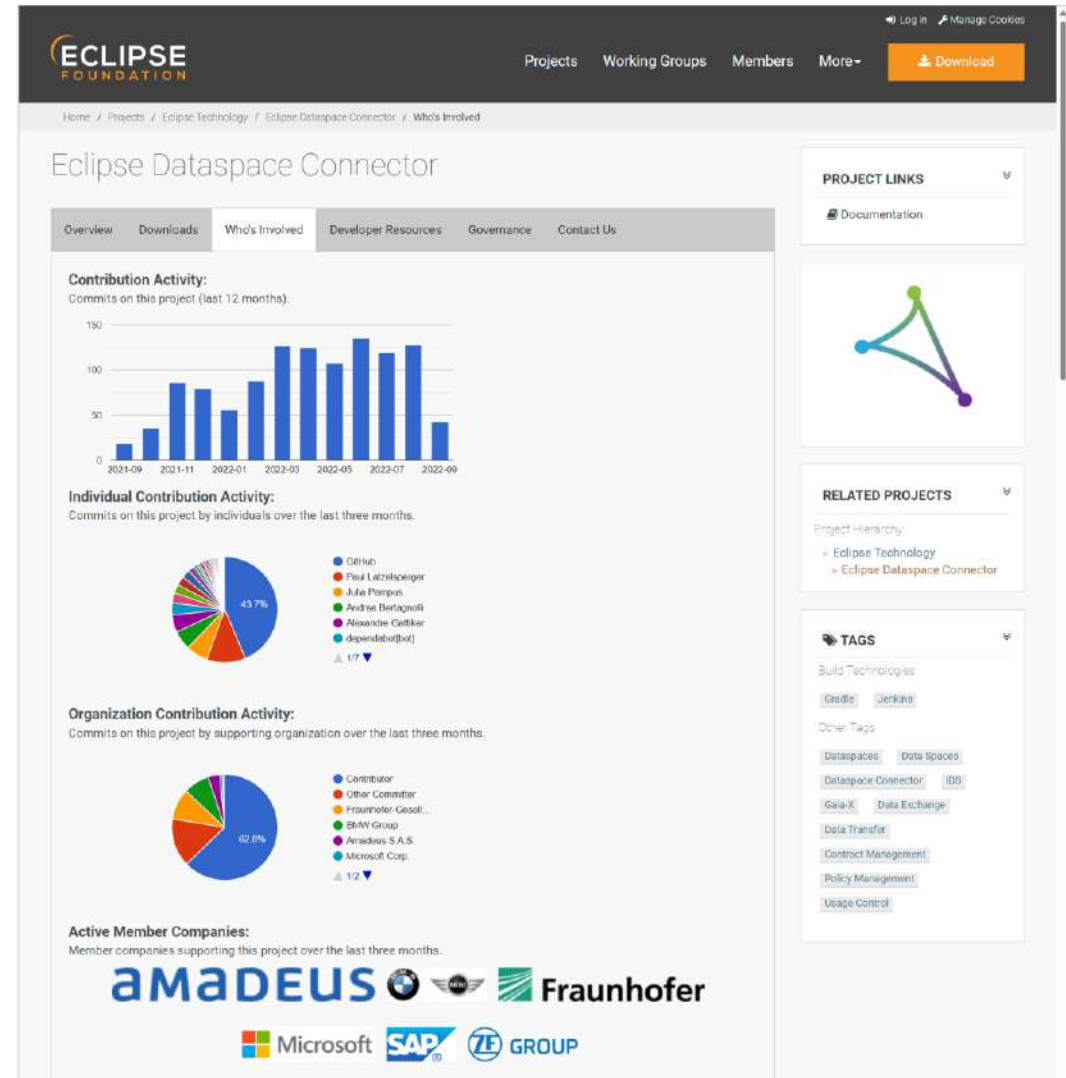 Log in Manage Cookies
ECLIPSE
FOUNDATION
Projects Working Groups Members More Download
Home / Projects / Eclipse Technology / Eclipse Dataspace Connector / Who's Involved
Eclipse Dataspace Connector
Overview Downloads Who's Involved Developer Resources Governance Contact Us
Contribution Activity:
Commits on this project (last 12 months).
150
100
50
0
2021-09 2021-11 2022-01 2022-03 2022-05 2022-07 2022-09
Individual Contribution Activity:
Commits on this project by individuals over the last three months.
43.7%
GitHub
Paul Latzelsperger
Julia Pampus
Andrea Bertagnolli
Alexandre Gattiker
dependabot[bot]
1/7
Organization Contribution Activity:
Commits on this project by supporting organization over the last three months.
62.8%
Contributor
Other Committer
Fraunhofer-Gesell...
BMW Group
Amadeus S.A.S.
Microsoft Corp.
1/2
Active Member Companies:
Member companies supporting this project over the last three months.
aMaDEUS BMW MINI Fraunhofer
Microsoft SAP ZF GROUP
PROJECT LINKS
Documentation
RELATED PROJECTS
Project Hierarchy:
» Eclipse Technology
» Eclipse Dataspace Connector
TAGS
Build Technologies
Gradle Jenkins
Other Tags
Dataspaces Data Spaces
Dataspace Connector IDS
Gaia-X Data Exchange
Data Transfer
Contract Management
Policy Management
Usage Control